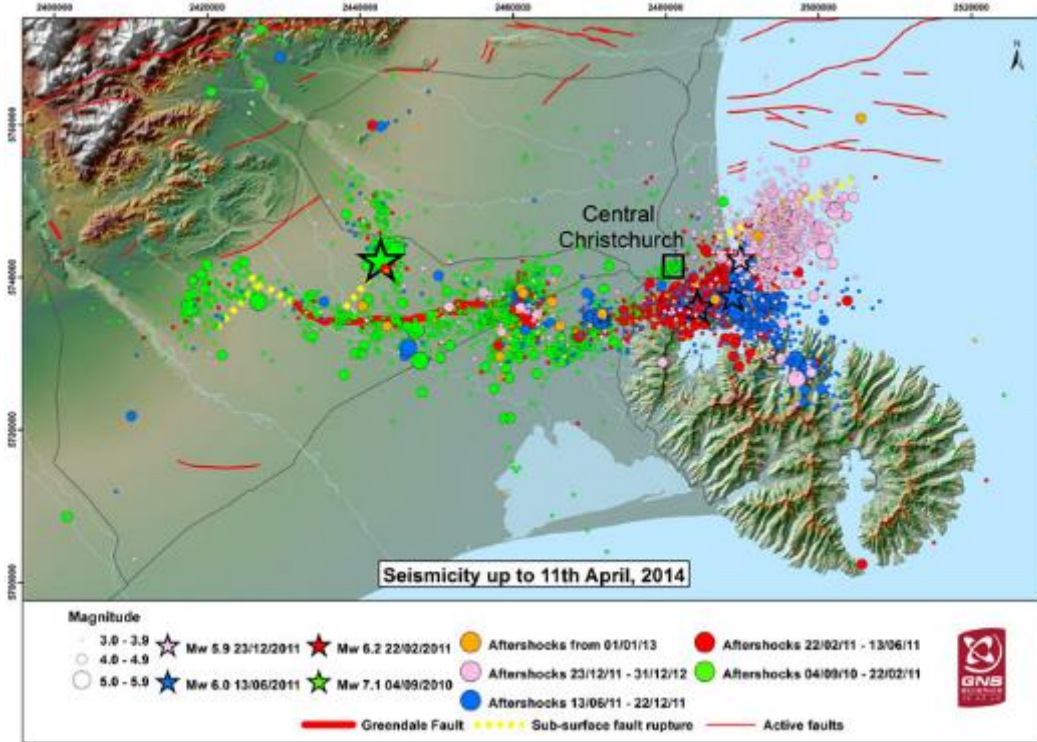 2400000 2420000 2440000 2460000 2480000 2500000 2520000
N
5760000
Central
Christchurch
5740000
5720000
5700000
Seismicity up to 11th April, 2014
Magnitude
3.0 - 3.9
4.0 - 4.9
5.0 - 5.9
Mw 5.9 23/12/2011
Mw 6.0 13/06/2011
Mw 6.2 22/02/2011
Mw 7.1 04/09/2010
Aftershocks from 01/01/13
Aftershocks 23/12/11 - 31/12/12
Aftershocks 13/06/11 - 22/12/11
Aftershocks 22/02/11 - 13/06/11
Aftershocks 04/09/10 - 22/02/11
Greendale Fault
Sub-surface fault rupture
Active faults
GNS
SCIENCE